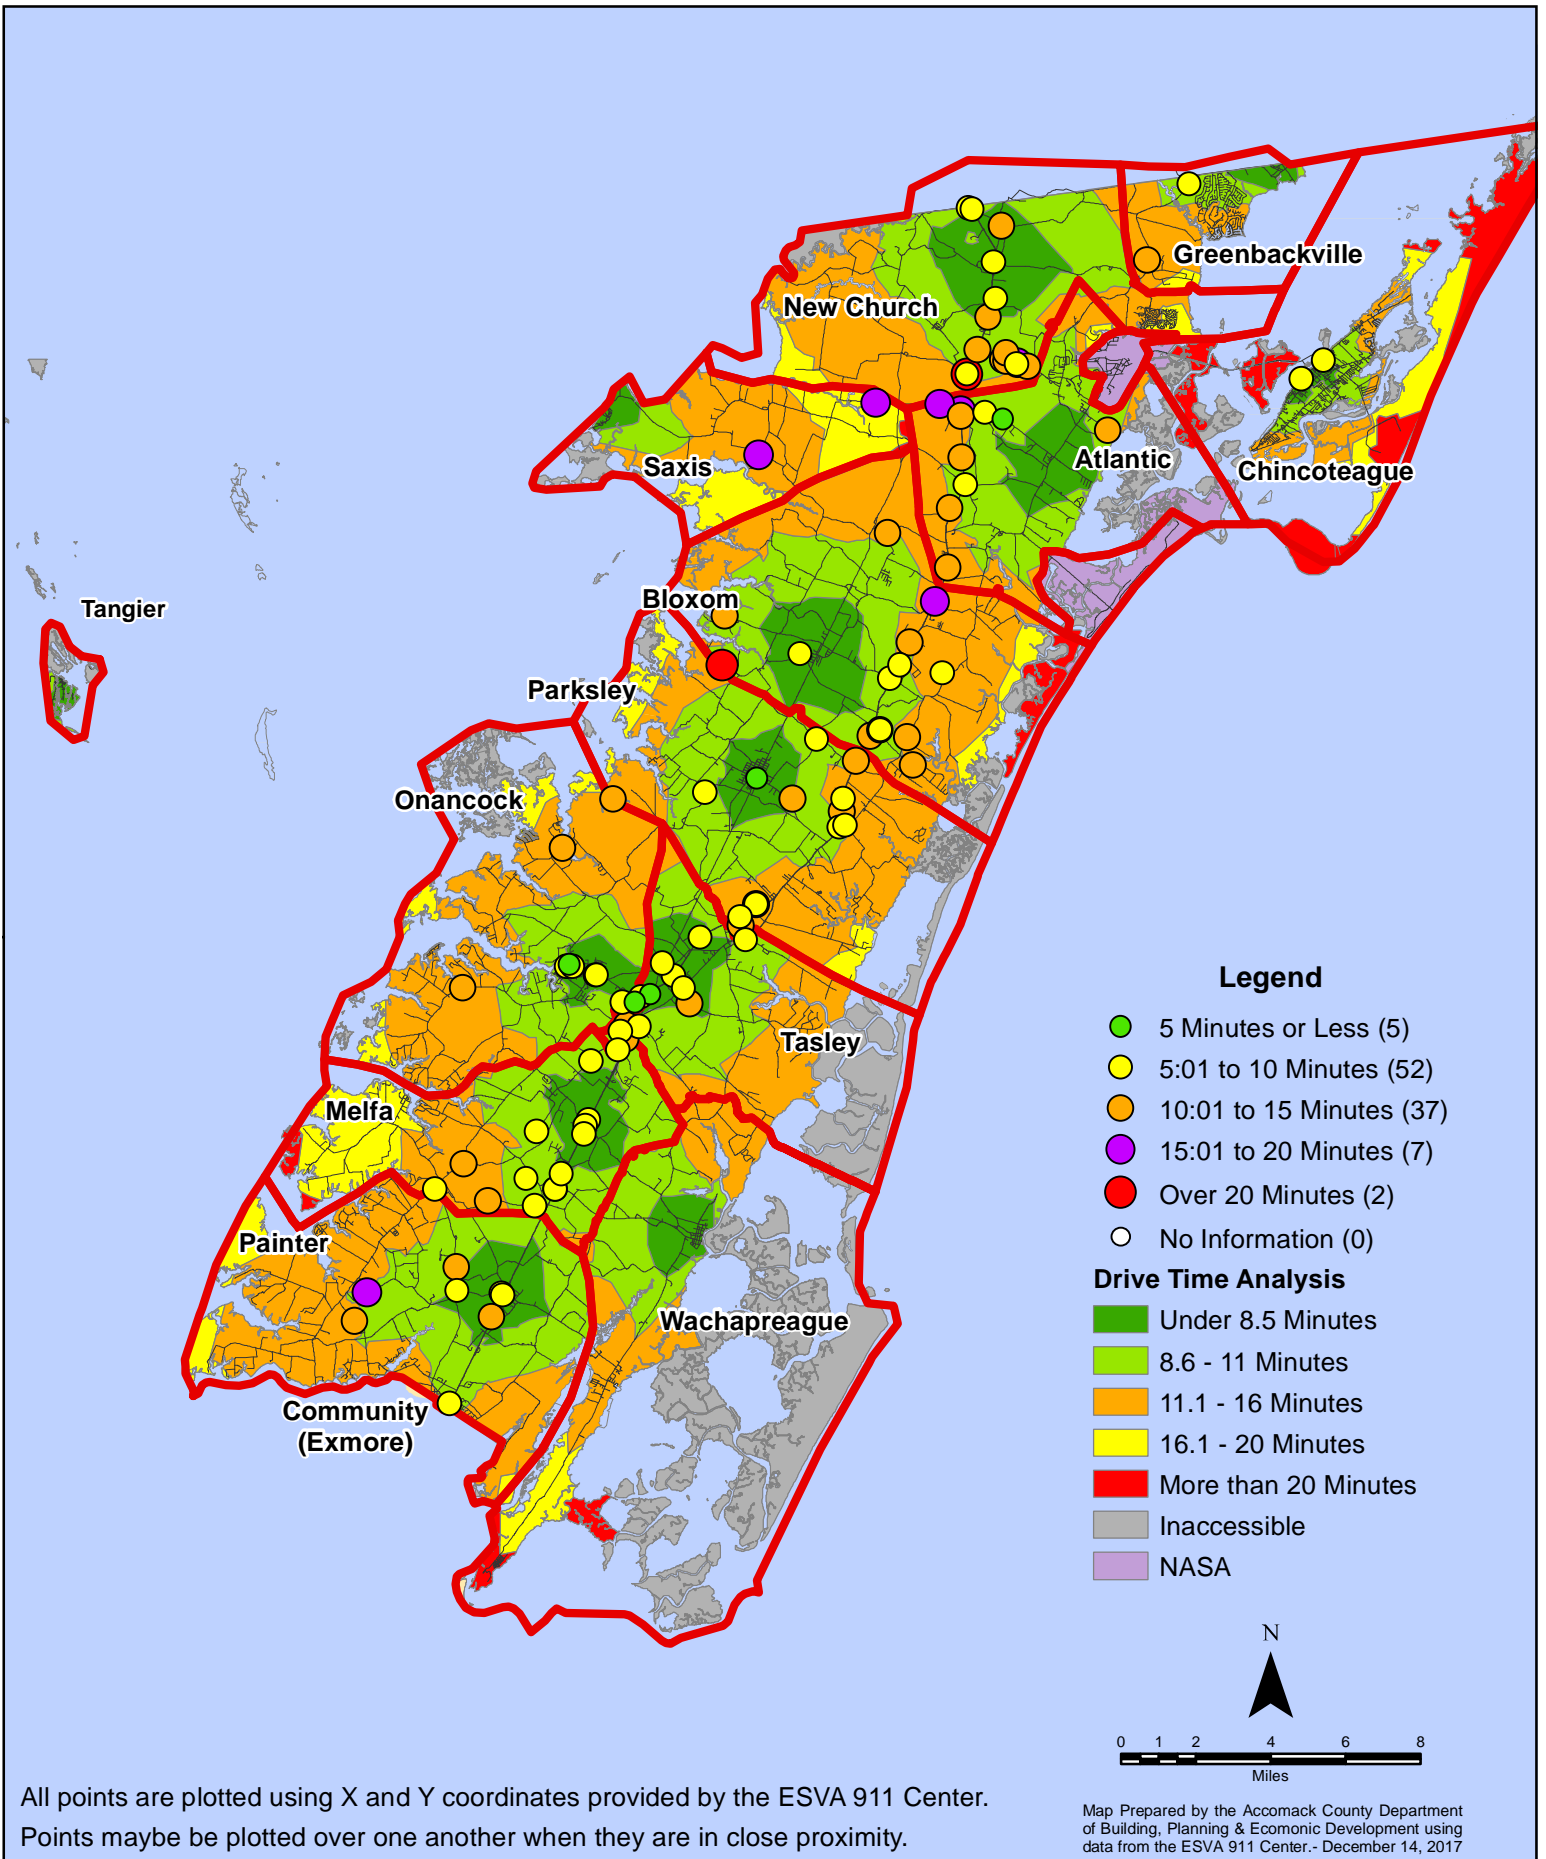 Greenbackville
New Church
Atlantic
Saxis
Chincoteague
Bloxom
Tangier
Parksley
Onancock
Tasley
Melfa
Painter
Wachapreague
Community
(Exmore)
Legend
5 Minutes or Less (5)
5:01 to 10 Minutes (52)
10:01 to 15 Minutes (37)
15:01 to 20 Minutes (7)
Over 20 Minutes (2)
No Information (0)
Drive Time Analysis
Under 8.5 Minutes
8.6 - 11 Minutes
11.1 - 16 Minutes
16.1 - 20 Minutes
More than 20 Minutes
Inaccessible
NASA
N
0 1 2 4 6 8
Miles
All points are plotted using X and Y coordinates provided by the ESVA 911 Center.
Points maybe be plotted over one another when they are in close proximity.
Map Prepared by the Accomack County Department
of Building, Planning & Economic Development using
data from the ESVA 911 Center.- December 14, 2017